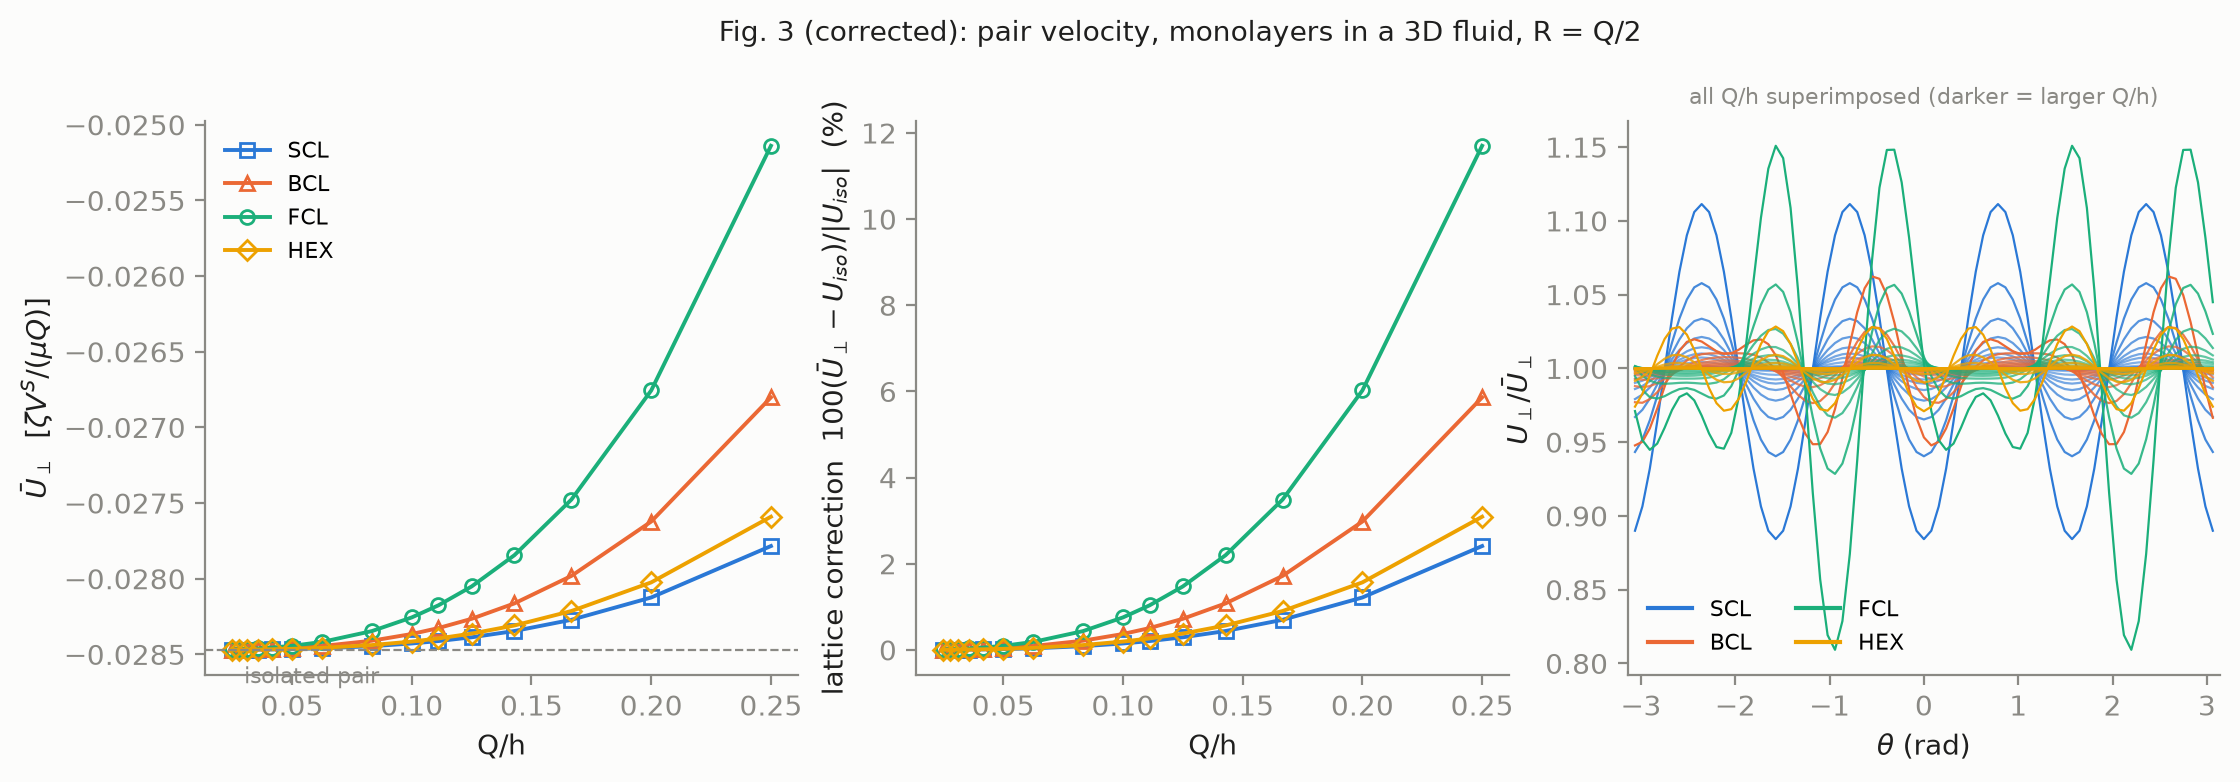 Fig. 3 (corrected): pair velocity, monolayers in a 3D fluid, R = Q/2
Ū⊥ [ζVˢ/(μQ)]
−0.0250
−0.0255
−0.0260
−0.0265
−0.0270
−0.0275
−0.0280
−0.0285
SCL
BCL
FCL
HEX
isolated pair
0.05 0.10 0.15 0.20 0.25
Q/h
lattice correction 100(Ū⊥ − Uiso)/|Uiso| (%)
12
10
8
6
4
2
0
0.05 0.10 0.15 0.20 0.25
Q/h
all Q/h superimposed (darker = larger Q/h)
U⊥/Ū⊥
1.15
1.10
1.05
1.00
0.95
0.90
0.85
0.80
SCL FCL
BCL HEX
−3 −2 −1 0 1 2 3
θ (rad)